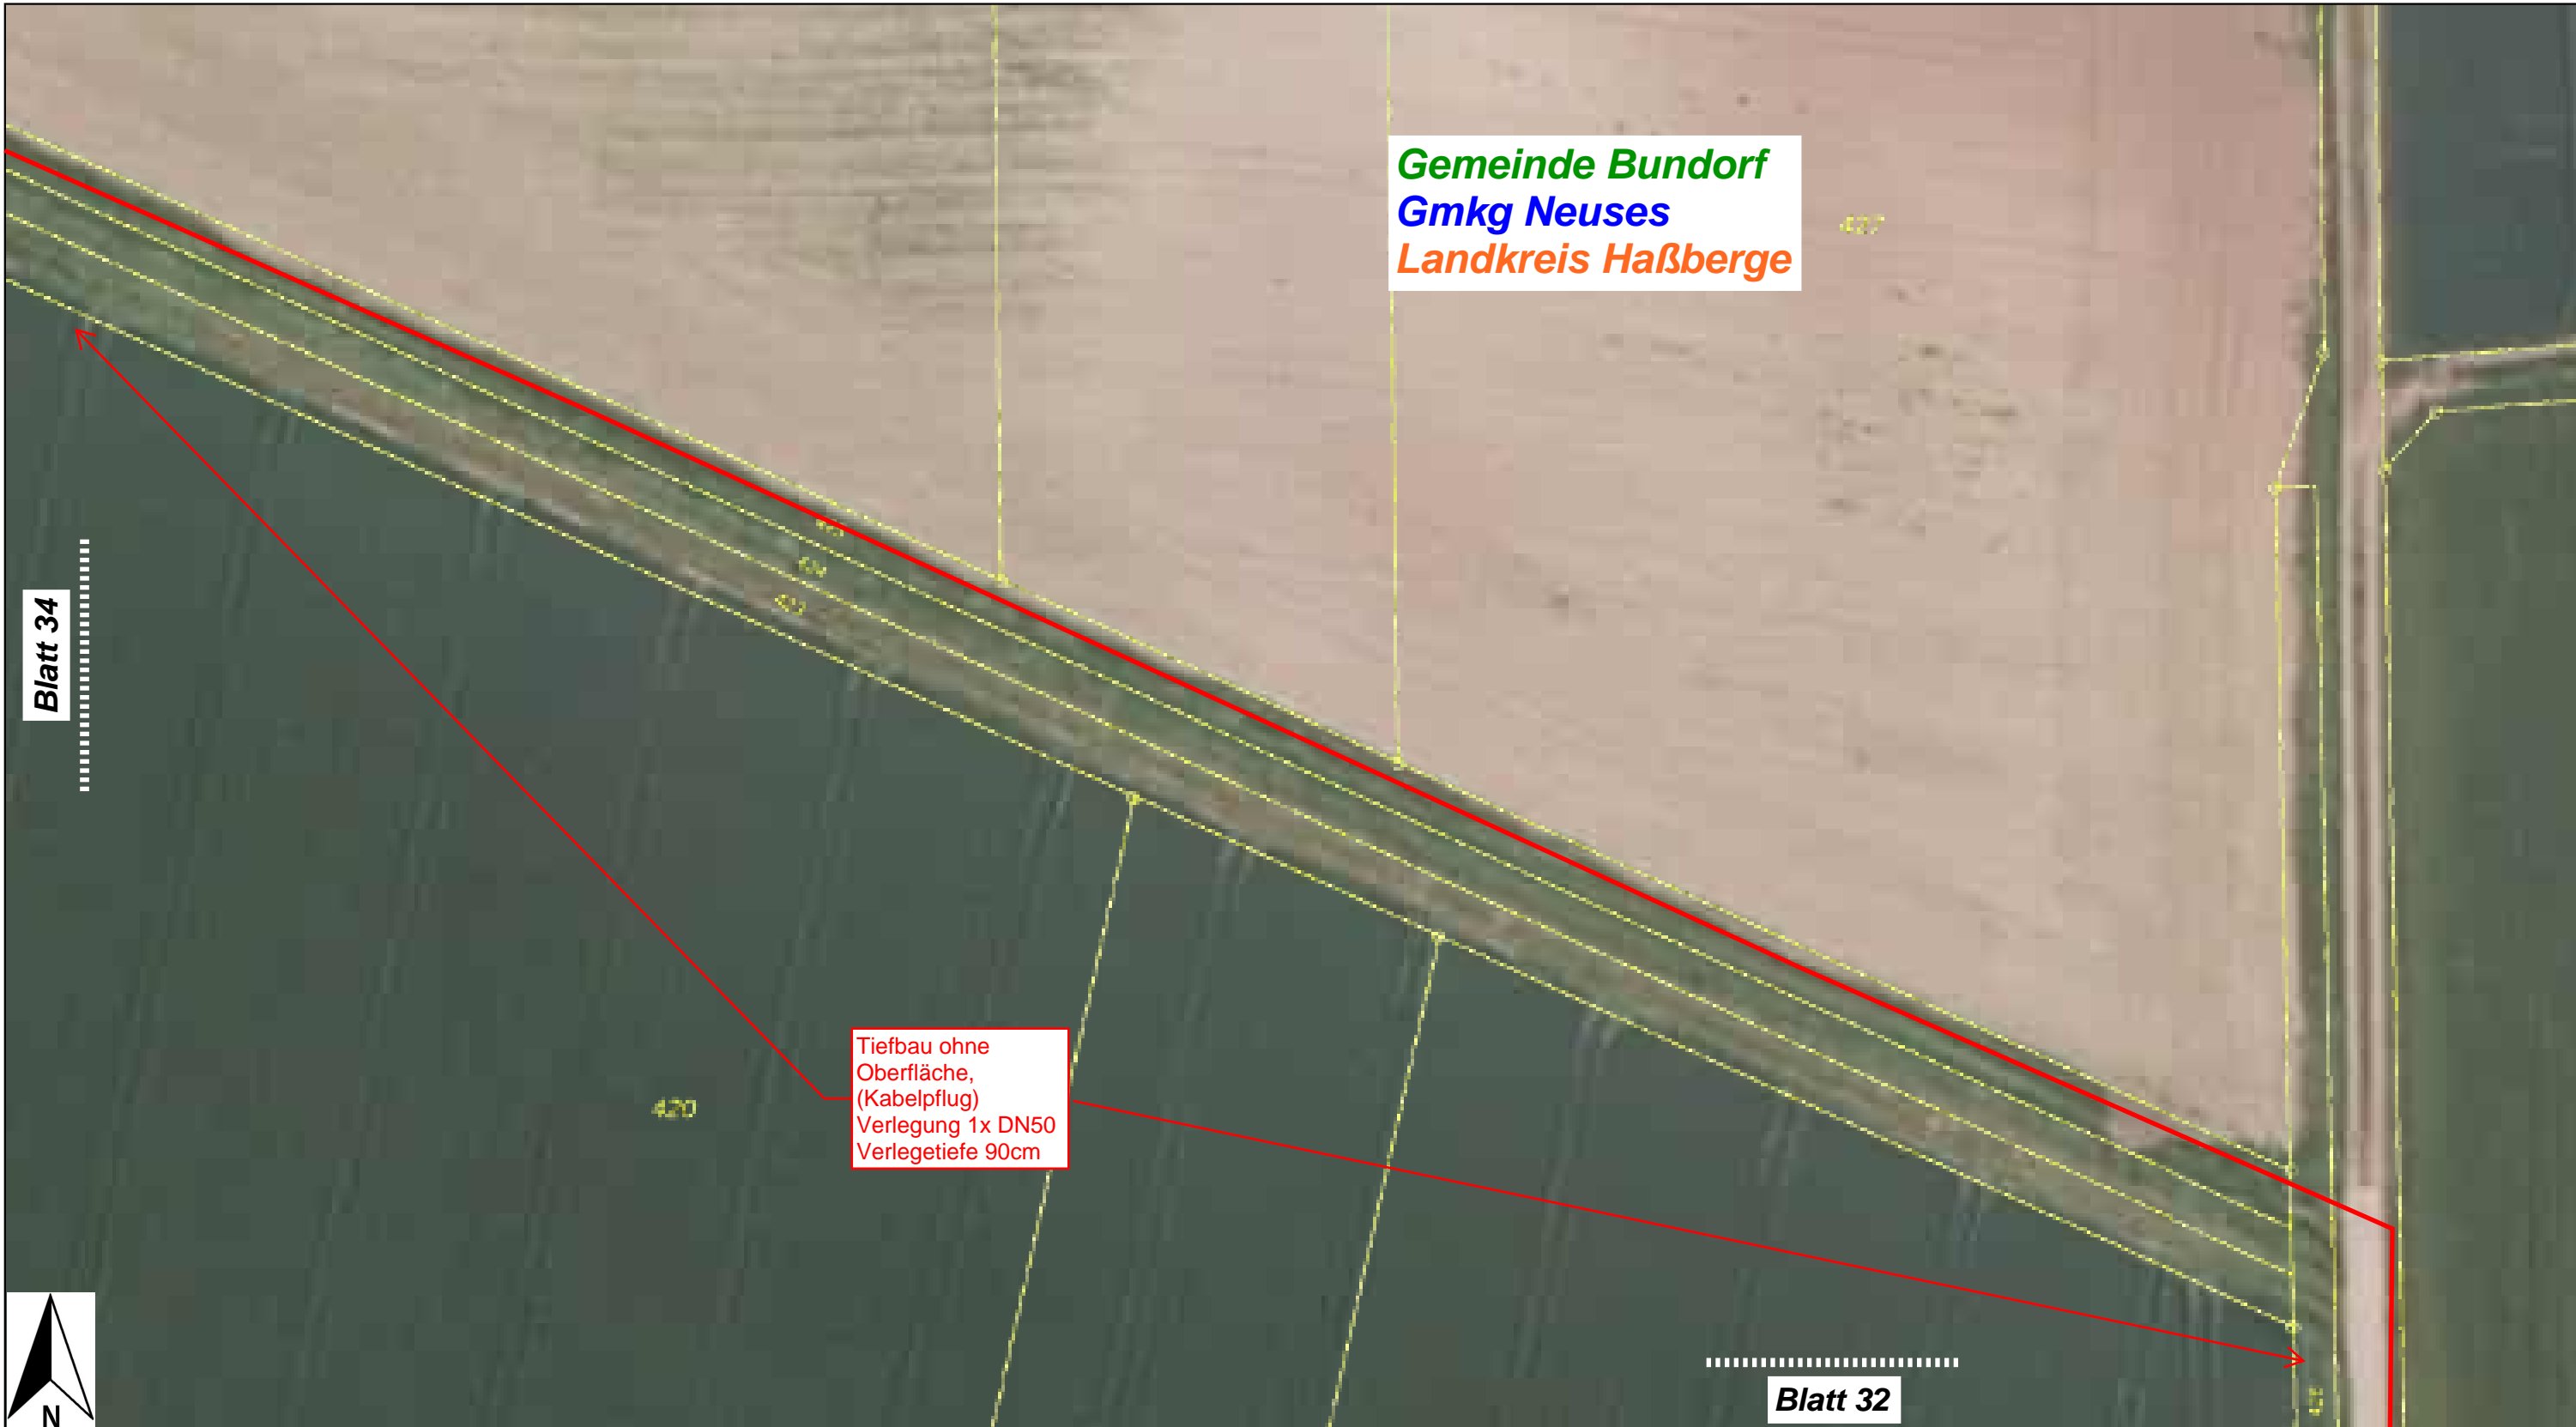 Gemeinde Bundorf
Gmkg Neuses
Landkreis Haßberge
Blatt 34
Tiefbau ohne
Oberfläche,
(Kabelpflug)
Verlegung 1x DN50
Verlegetiefe 90cm
420
Blatt 32
N